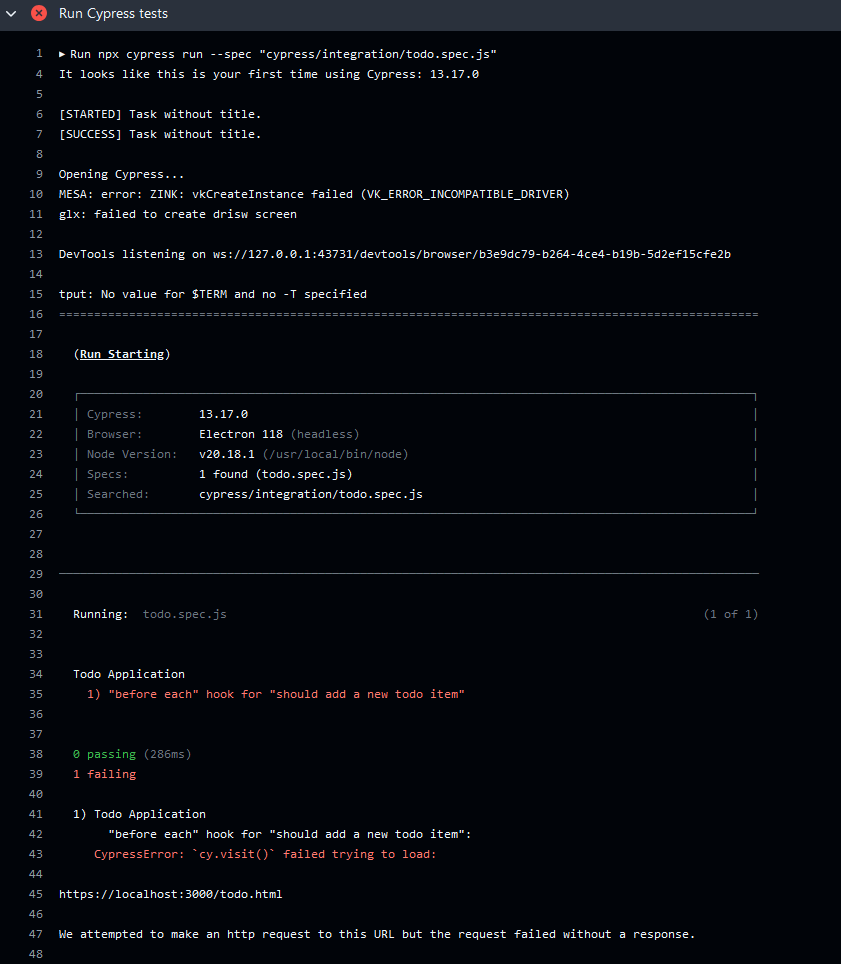 Run Cypress tests
1 ▸ Run npx cypress run --spec "cypress/integration/todo.spec.js"
4 It looks like this is your first time using Cypress: 13.17.0
5
6 [STARTED] Task without title.
7 [SUCCESS] Task without title.
8
9 Opening Cypress...
10 MESA: error: ZINK: vkCreateInstance failed (VK_ERROR_INCOMPATIBLE_DRIVER)
11 glx: failed to create drisw screen
12
13 DevTools listening on ws://127.0.0.1:43731/devtools/browser/b3e9dc79-b264-4ce4-b19b-5d2ef15cfe2b
14
15 tput: No value for $TERM and no -T specified
16 ====================================================================================================
17
18 (Run Starting)
19
20
21 Cypress: 13.17.0
22 Browser: Electron 118 (headless)
23 Node Version: v20.18.1 (/usr/local/bin/node)
24 Specs: 1 found (todo.spec.js)
25 Searched: cypress/integration/todo.spec.js
26
27
28
29
30
31 Running: todo.spec.js (1 of 1)
32
33
34 Todo Application
35 1) "before each" hook for "should add a new todo item"
36
37
38 0 passing (286ms)
39 1 failing
40
41 1) Todo Application
42 "before each" hook for "should add a new todo item":
43 CypressError: `cy.visit()` failed trying to load:
44
45 https://localhost:3000/todo.html
46
47 We attempted to make an http request to this URL but the request failed without a response.
48